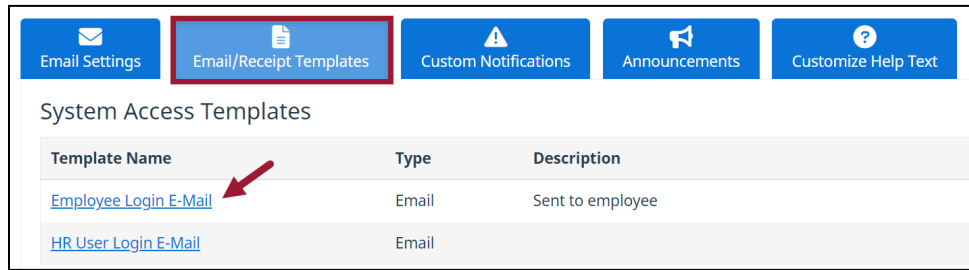 Email Settings
Email/Receipt Templates
Custom Notifications
Announcements
Customize Help Text
System Access Templates
Template Name Type Description
Employee Login E-Mail Email Sent to employee
HR User Login E-Mail Email